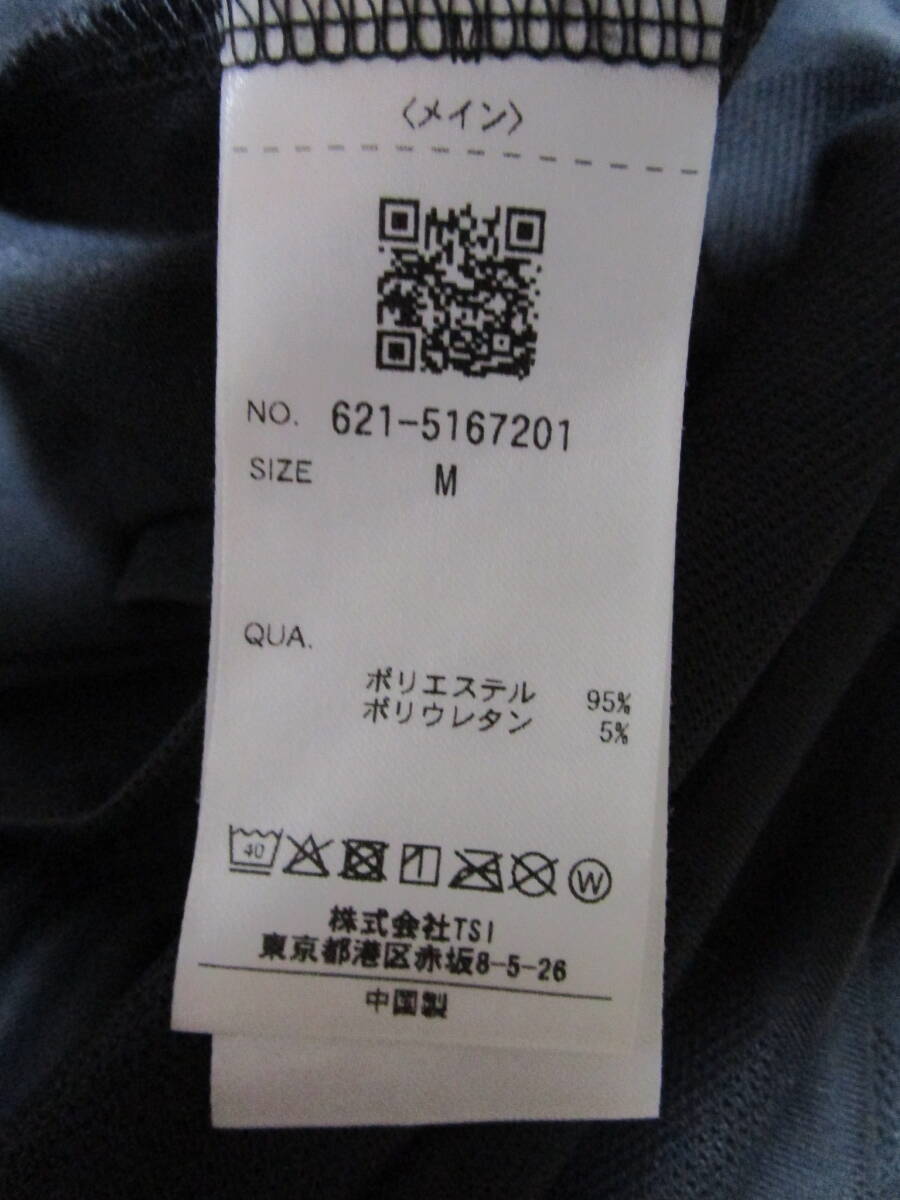 M
〈メイン〉
NO. 621-5167201
SIZE M
QUA.
ポリエステル 95%
ポリウレタン 5%
40
W
株式会社TSI
東京都港区赤坂8-5-26
中国製